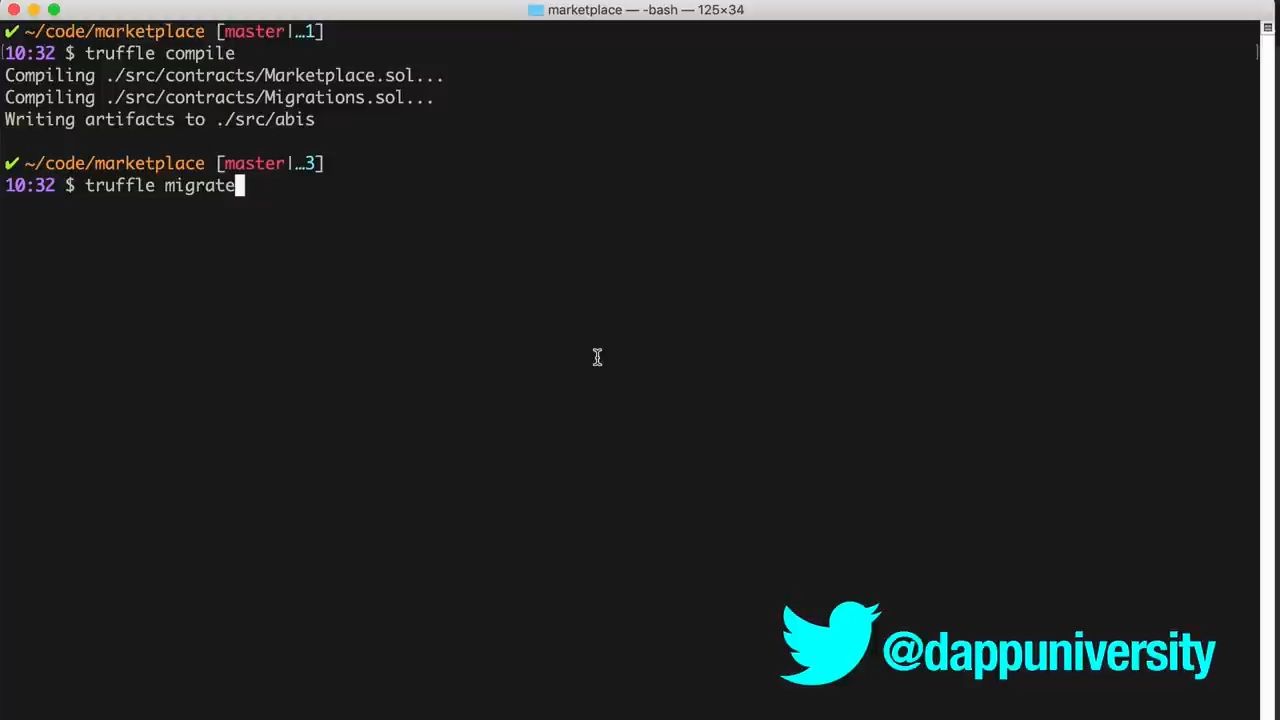 marketplace — -bash — 125×34
✔ ~/code/marketplace [master|…1]
10:32 $ truffle compile
Compiling ./src/contracts/Marketplace.sol...
Compiling ./src/contracts/Migrations.sol...
Writing artifacts to ./src/abis
✔ ~/code/marketplace [master|…3]
10:32 $ truffle migrate
@dappuniversity